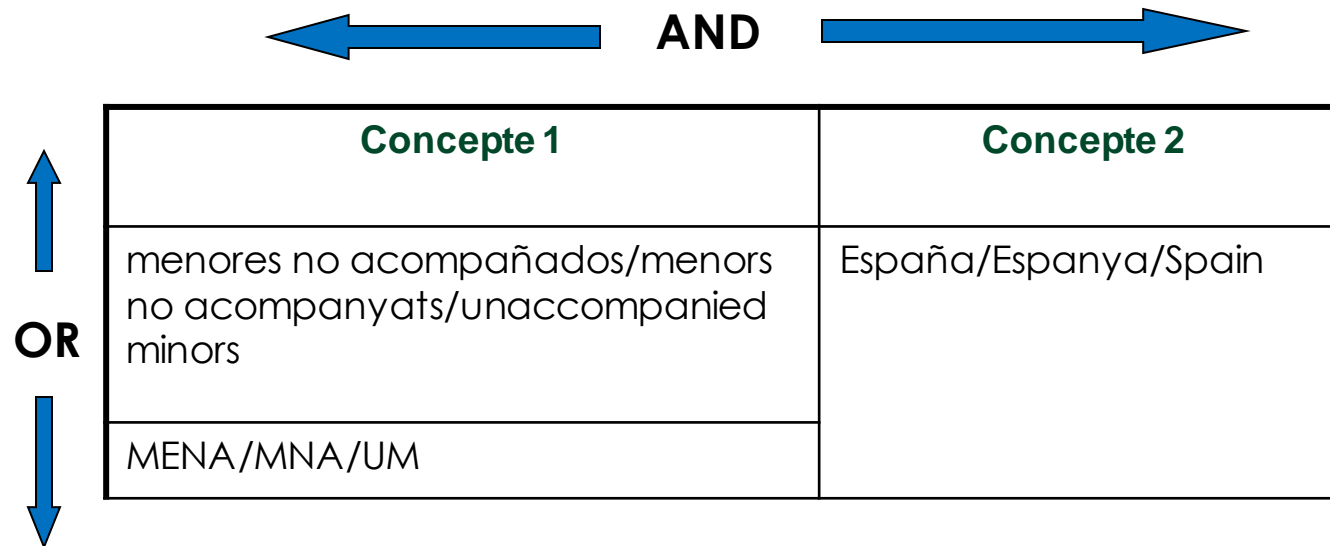 AND
Concepte 1
Concepte 2
OR
menores no acompañados/menors
no acompanyats/unaccompanied
minors
España/Espanya/Spain
MENA/MNA/UM